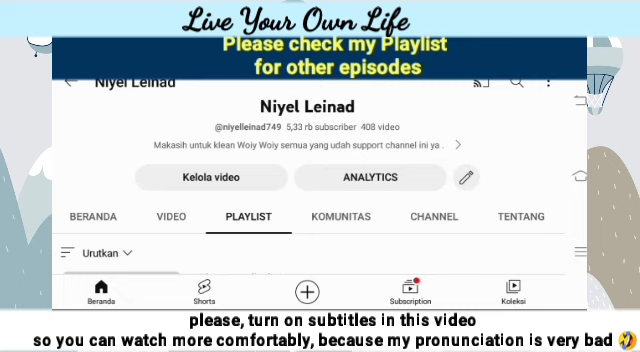 Live Your Own Life
Please check my Playlist
for other episodes
Niyel Leinad
Niyel Leinad
@niyelleinad749 5,33 rb subscriber 408 video
Makasih untuk klean Woiy Woiy semua yang udah support channel ini ya .
Kelola video ANALYTICS
BERANDA VIDEO PLAYLIST KOMUNITAS CHANNEL TENTANG
Urutkan
Beranda Shorts Subscription Koleksi
please, turn on subtitles in this video
so you can watch more comfortably, because my pronunciation is very bad 🤣